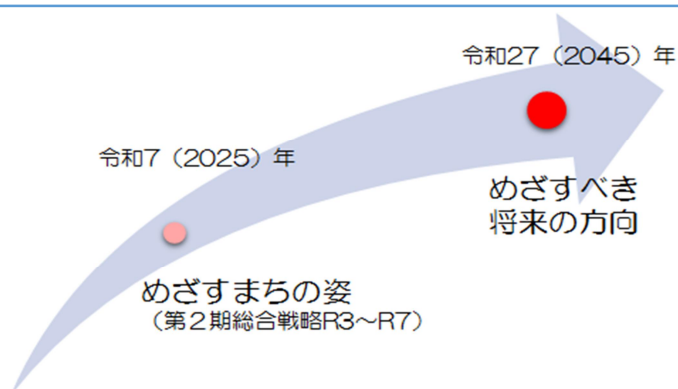 令和27（2045）年
令和7（2025）年
めざすべき
将来の方向
めざすまちの姿
（第２期総合戦略R3～R7）